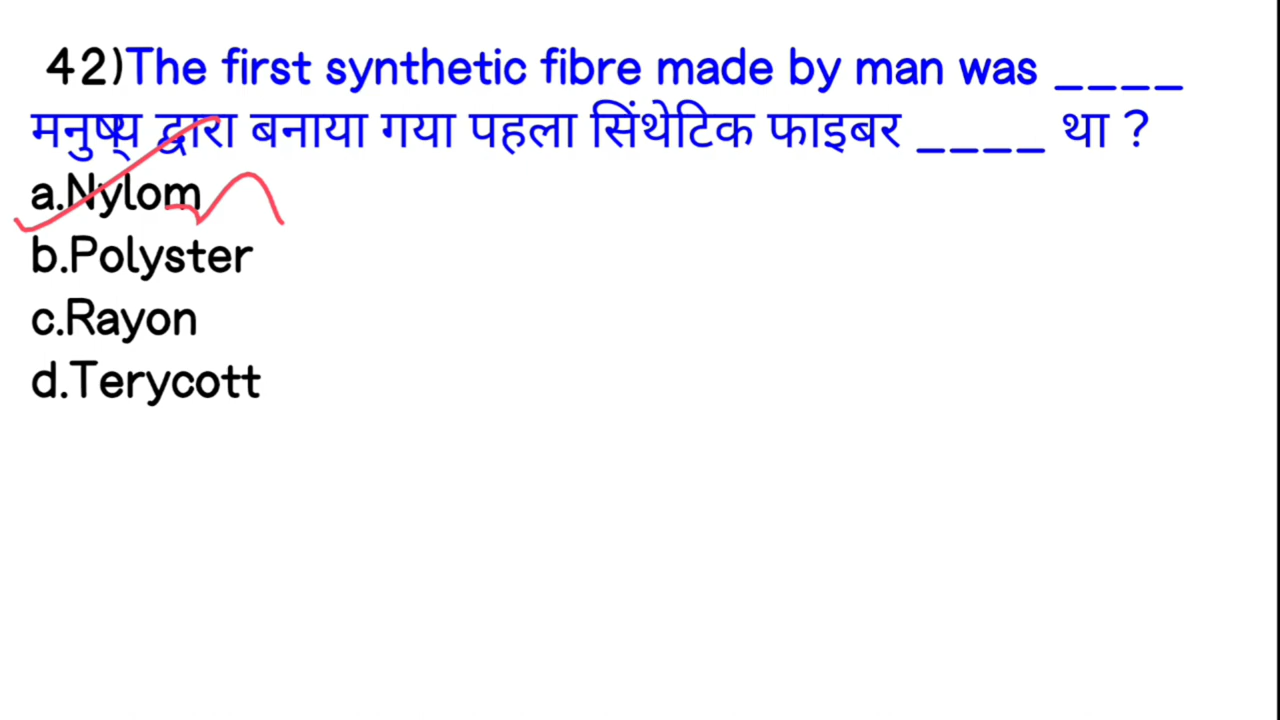 42)The first synthetic fibre made by man was ____
मनुष्य द्वारा बनाया गया पहला सिंथेटिक फाइबर ____ था ?
a.Nylom
b.Polyster
c.Rayon
d.Terycott